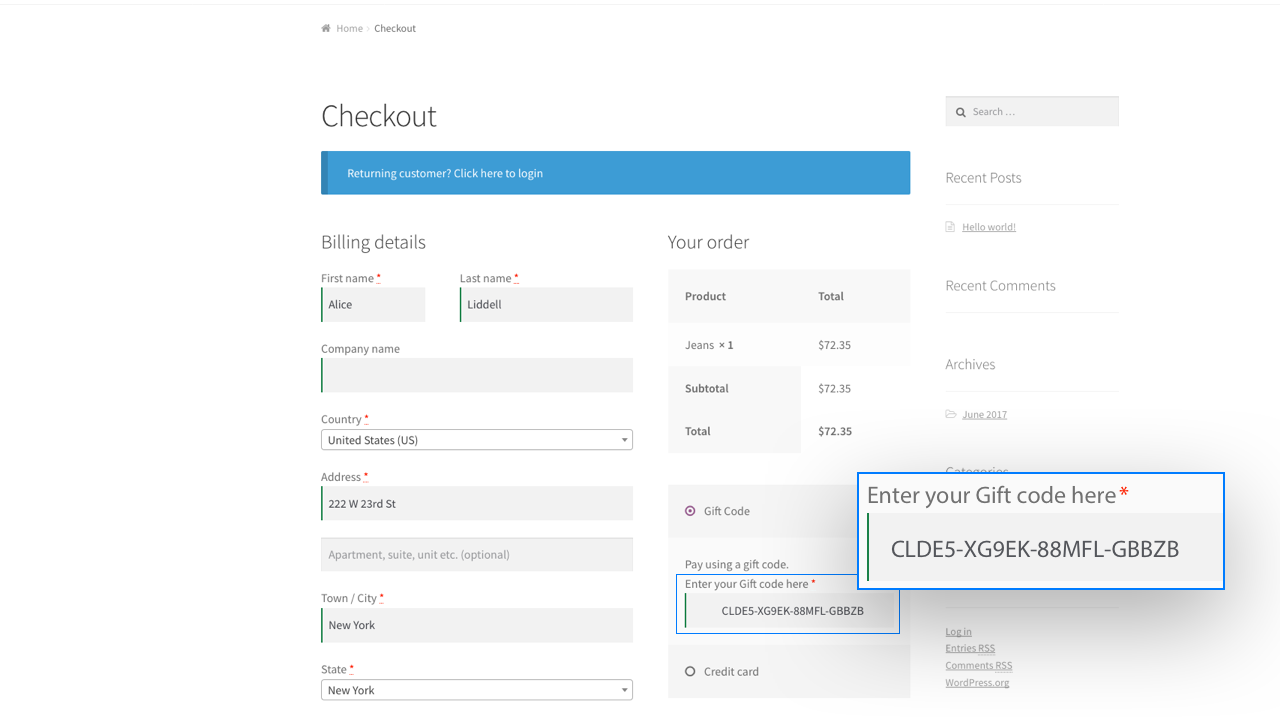 Home › Checkout
Checkout
Search …
Returning customer? Click here to login
Recent Posts
Hello world!
Billing details
Your order
First name *
Last name *
Alice
Liddell
Product Total
Recent Comments
Company name
Jeans × 1 $72.35
Subtotal $72.35
Total $72.35
Archives
June 2017
Country *
United States (US)
Categories
Address *
222 W 23rd St
Apartment, suite, unit etc. (optional)
Gift Code
Enter your Gift code here *
CLDE5-XG9EK-88MFL-GBBZB
Pay using a gift code.
Enter your Gift code here *
CLDE5-XG9EK-88MFL-GBBZB
Town / City *
New York
Log in
Entries RSS
Comments RSS
WordPress.org
State *
New York
Credit card